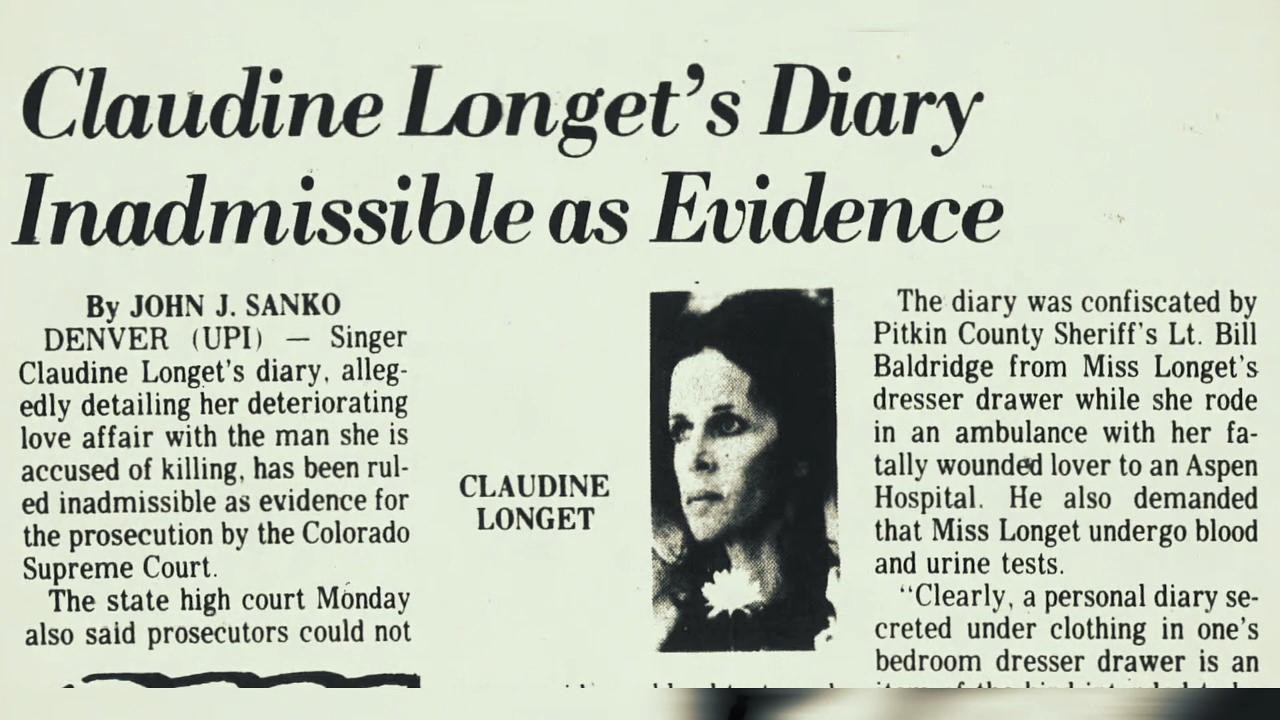 Claudine Longet's Diary
Inadmissible as Evidence
By JOHN J. SANKO
DENVER (UPI) — Singer
Claudine Longet's diary, alleg-
edly detailing her deteriorating
love affair with the man she is
accused of killing, has been rul-
ed inadmissible as evidence for
the prosecution by the Colorado
Supreme Court.
The state high court Monday
also said prosecutors could not
CLAUDINE
LONGET
The diary was confiscated by
Pitkin County Sheriff's Lt. Bill
Baldridge from Miss Longet's
dresser drawer while she rode
in an ambulance with her fa-
tally wounded lover to an Aspen
Hospital. He also demanded
that Miss Longet undergo blood
and urine tests.
"Clearly, a personal diary se-
creted under clothing in one's
bedroom dresser drawer is an